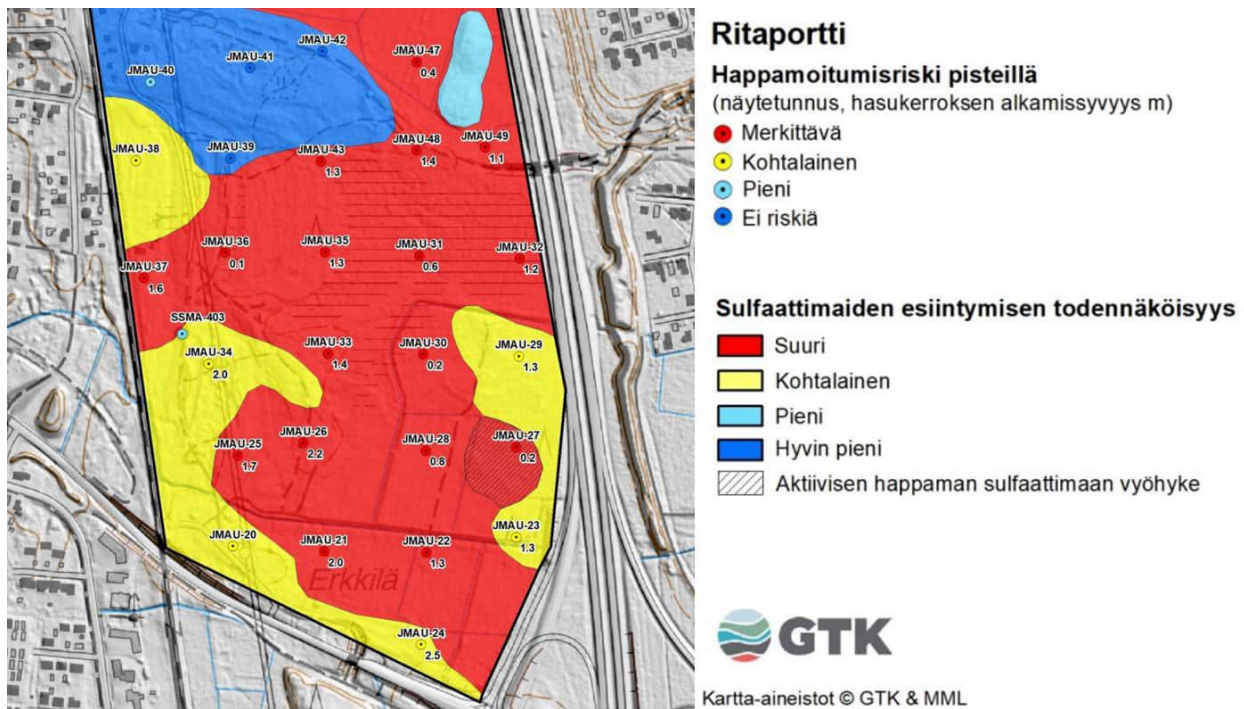 JMAU-42
JMAU-41
JMAU-47
JMAU-40
0.4
JMAU-38
JMAU-39
JMAU-43
1.3
JMAU-48
1.4
JMAU-49
1.1
JMAU-36
0.1
JMAU-35
1.3
JMAU-31
0.6
JMAU-32
1.2
JMAU-37
1.6
SSMA-403
JMAU-34
2.0
JMAU-33
1.4
JMAU-30
0.2
JMAU-29
1.3
JMAU-25
1.7
JMAU-26
2.2
JMAU-28
0.8
JMAU-27
0.2
JMAU-20
JMAU-21
2.0
JMAU-22
1.3
JMAU-23
1.3
Erkkilä
JMAU-24
2.5
Ritaportti
Happamoitumisriski pisteillä
(näytetunnus, hasukerroksen alkamissyvyys m)
Merkittävä
Kohtalainen
Pieni
Ei riskiä
Sulfaattimaiden esiintymisen todennäköisyys
Suuri
Kohtalainen
Pieni
Hyvin pieni
Aktiivisen happaman sulfaattimaan vyöhyke
GTK
Kartta-aineistot © GTK & MML